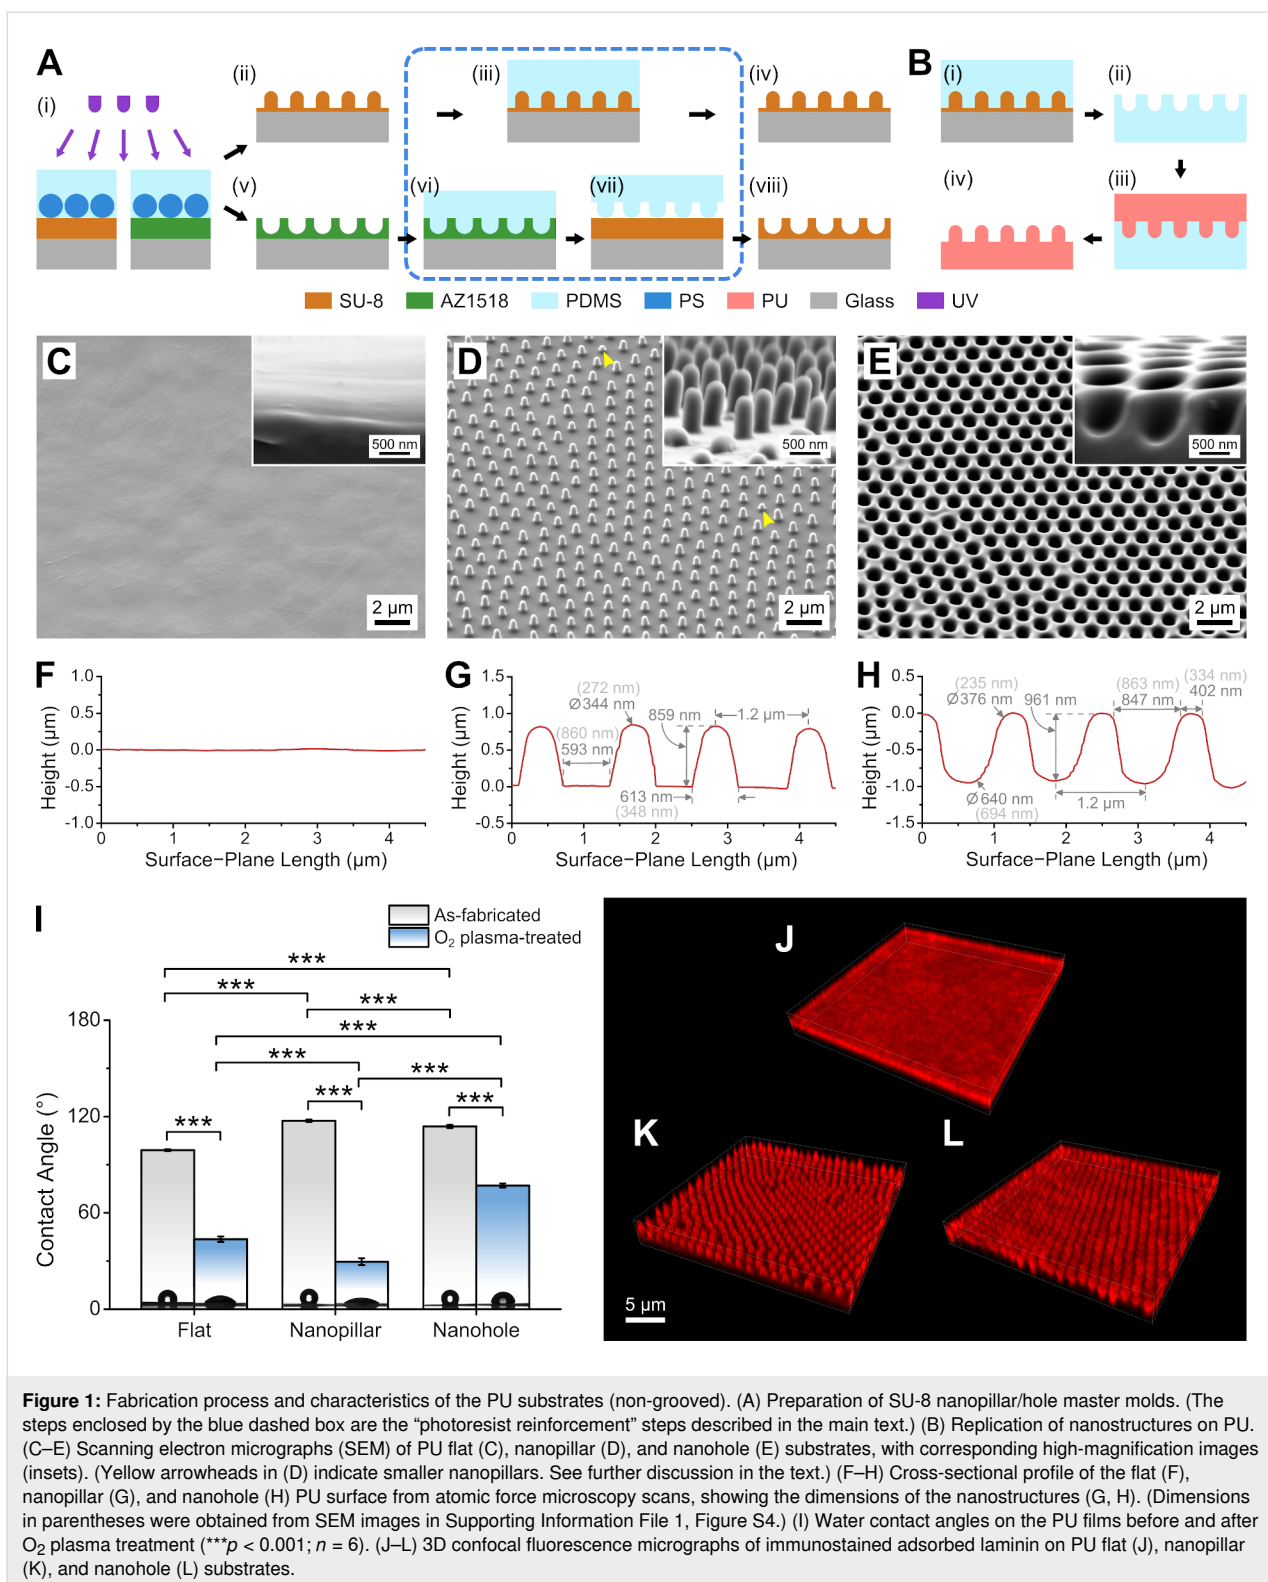 A
(i)
(ii)
(iii)
(iv)
(v)
(vi)
(vii)
(viii)
B
(i)
(ii)
(iii)
(iv)
SU-8 AZ1518 PDMS PS PU Glass UV
C
500 nm
2 µm
D
500 nm
2 µm
E
500 nm
2 µm
F
Height (µm)
1.0
0.5
0.0
-0.5
-1.0
0 1 2 3 4
Surface−Plane Length (µm)
G
Height (µm)
1.5
1.0
0.5
0.0
-0.5
(272 nm)
Ø344 nm
859 nm
1.2 µm
(860 nm)
593 nm
613 nm
(348 nm)
0 1 2 3 4
Surface−Plane Length (µm)
H
Height (µm)
0.5
0.0
-0.5
-1.0
-1.5
(235 nm)
Ø376 nm
961 nm
(863 nm)
847 nm
(334 nm)
402 nm
Ø640 nm
(694 nm)
1.2 µm
0 1 2 3 4
Surface−Plane Length (µm)
I
As-fabricated
O2 plasma-treated
***
***
***
***
***
***
***
***
***
Contact Angle (°)
180
120
60
0
Flat Nanopillar Nanohole
J
K
L
5 µm
Figure 1: Fabrication process and characteristics of the PU substrates (non-grooved). (A) Preparation of SU-8 nanopillar/hole master molds. (The
steps enclosed by the blue dashed box are the “photoresist reinforcement” steps described in the main text.) (B) Replication of nanostructures on PU.
(C–E) Scanning electron micrographs (SEM) of PU flat (C), nanopillar (D), and nanohole (E) substrates, with corresponding high-magnification images
(insets). (Yellow arrowheads in (D) indicate smaller nanopillars. See further discussion in the text.) (F–H) Cross-sectional profile of the flat (F),
nanopillar (G), and nanohole (H) PU surface from atomic force microscopy scans, showing the dimensions of the nanostructures (G, H). (Dimensions
in parentheses were obtained from SEM images in Supporting Information File 1, Figure S4.) (I) Water contact angles on the PU films before and after
O2 plasma treatment (***p < 0.001; n = 6). (J–L) 3D confocal fluorescence micrographs of immunostained adsorbed laminin on PU flat (J), nanopillar
(K), and nanohole (L) substrates.